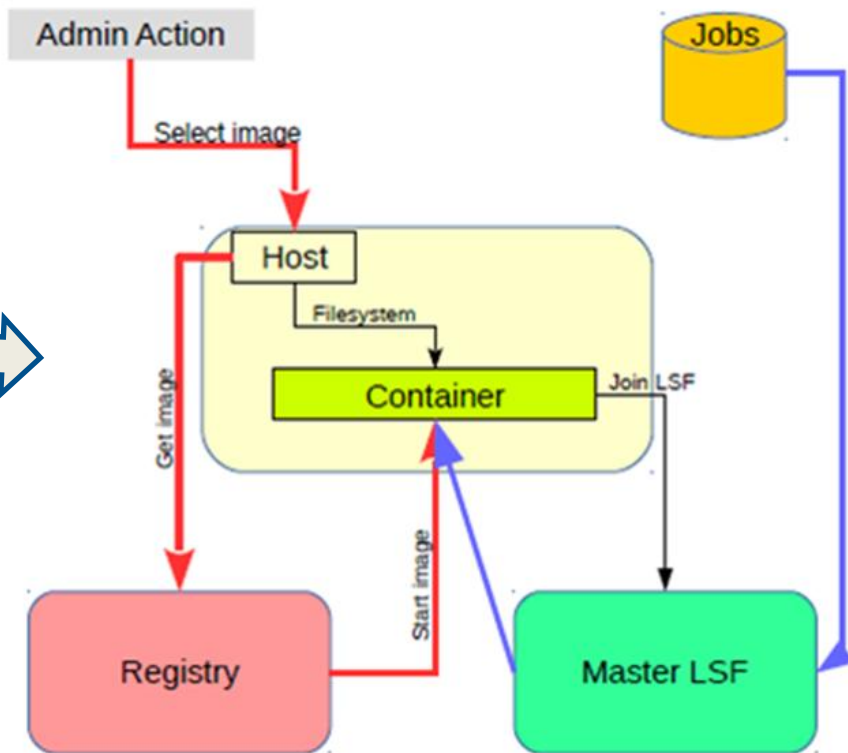 Admin Action
Jobs
Select image
Host
Filesystem
Container
Join LSF
Get image
Start image
Registry
Master LSF